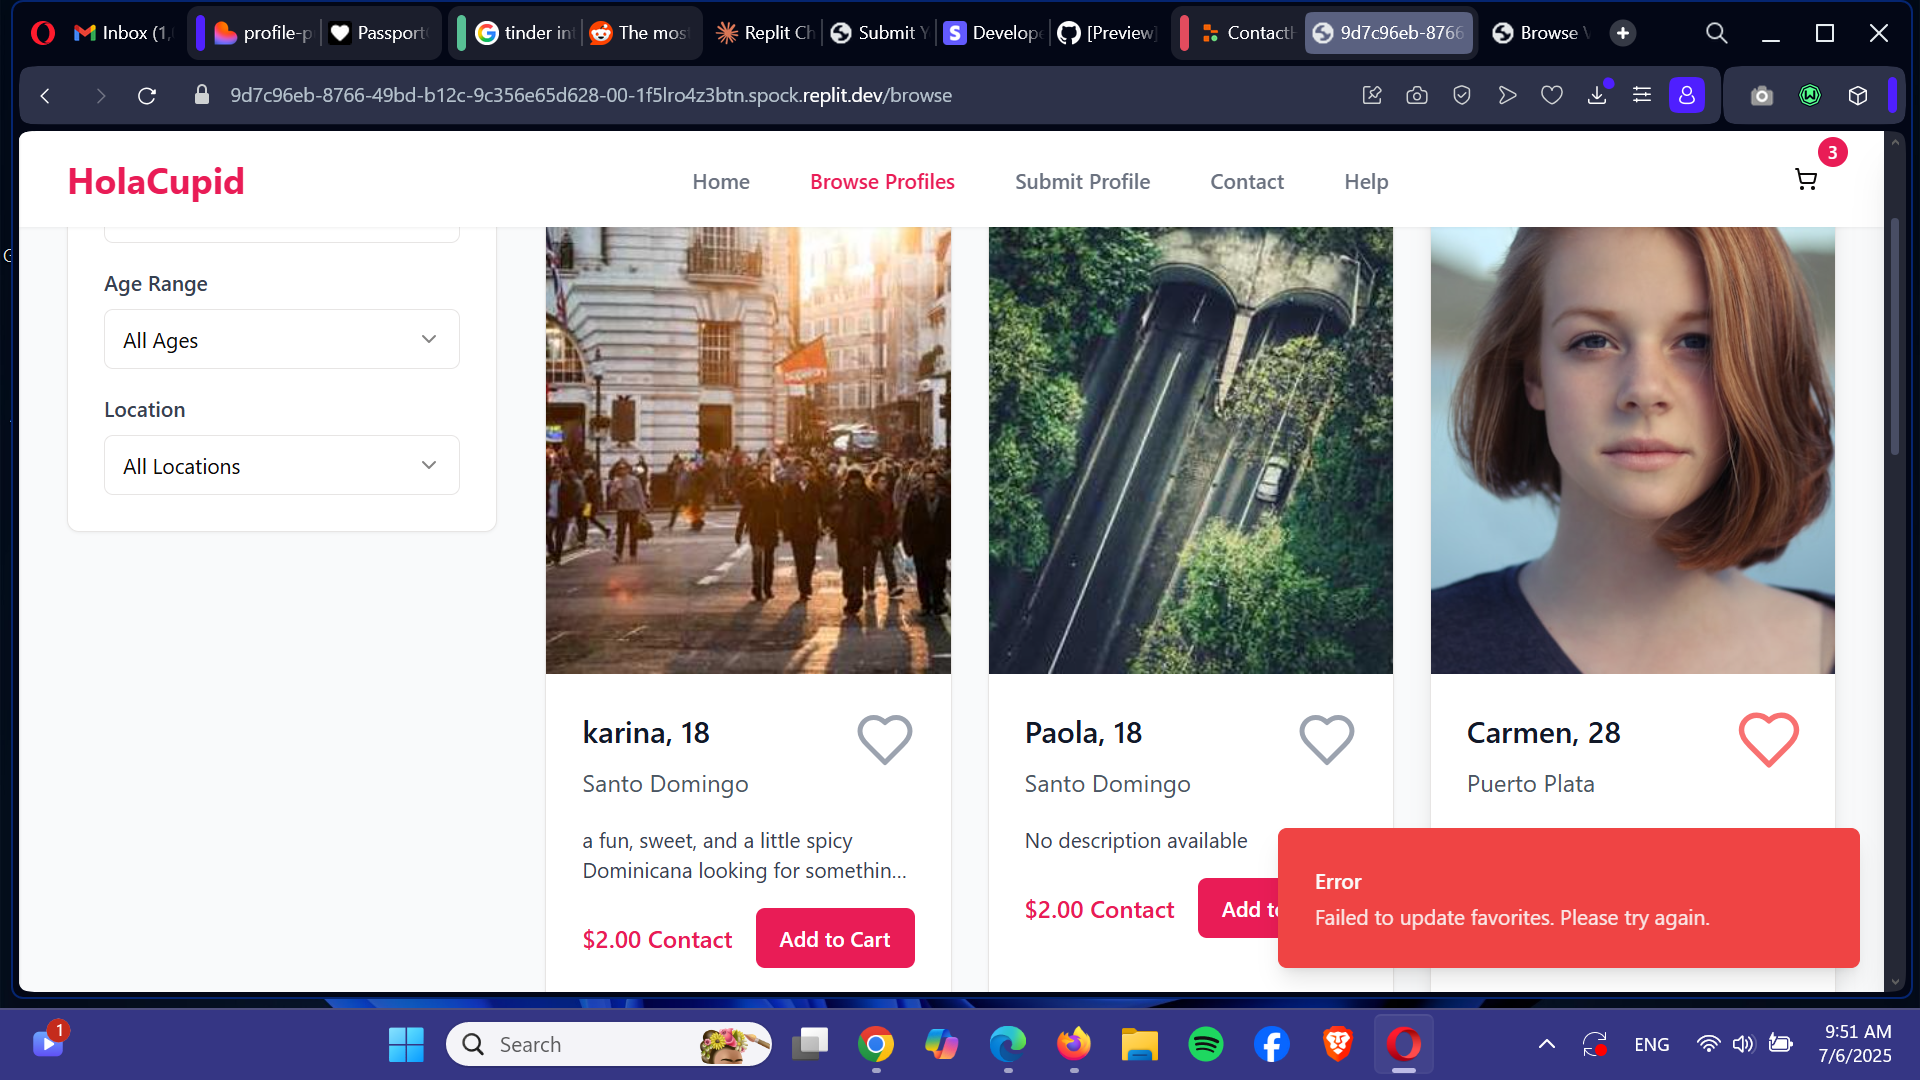 Inbox (1,
profile-p
Passport
tinder in
The mos
Replit Ch
Submit Y
Develope
[Preview]
Contact
9d7c96eb-8766
Browse
9d7c96eb-8766-49bd-b12c-9c356e65d628-00-1f5lro4z3btn.spock.replit.dev/browse
HolaCupid
Home
Browse Profiles
Submit Profile
Contact
Help
3
Age Range
All Ages
Location
All Locations
karina, 18
Santo Domingo
a fun, sweet, and a little spicy
Dominicana looking for somethin...
$2.00 Contact
Add to Cart
Paola, 18
Santo Domingo
No description available
$2.00 Contact
Add to
Carmen, 28
Puerto Plata
Error
Failed to update favorites. Please try again.
1
Search
ENG
9:51 AM
7/6/2025